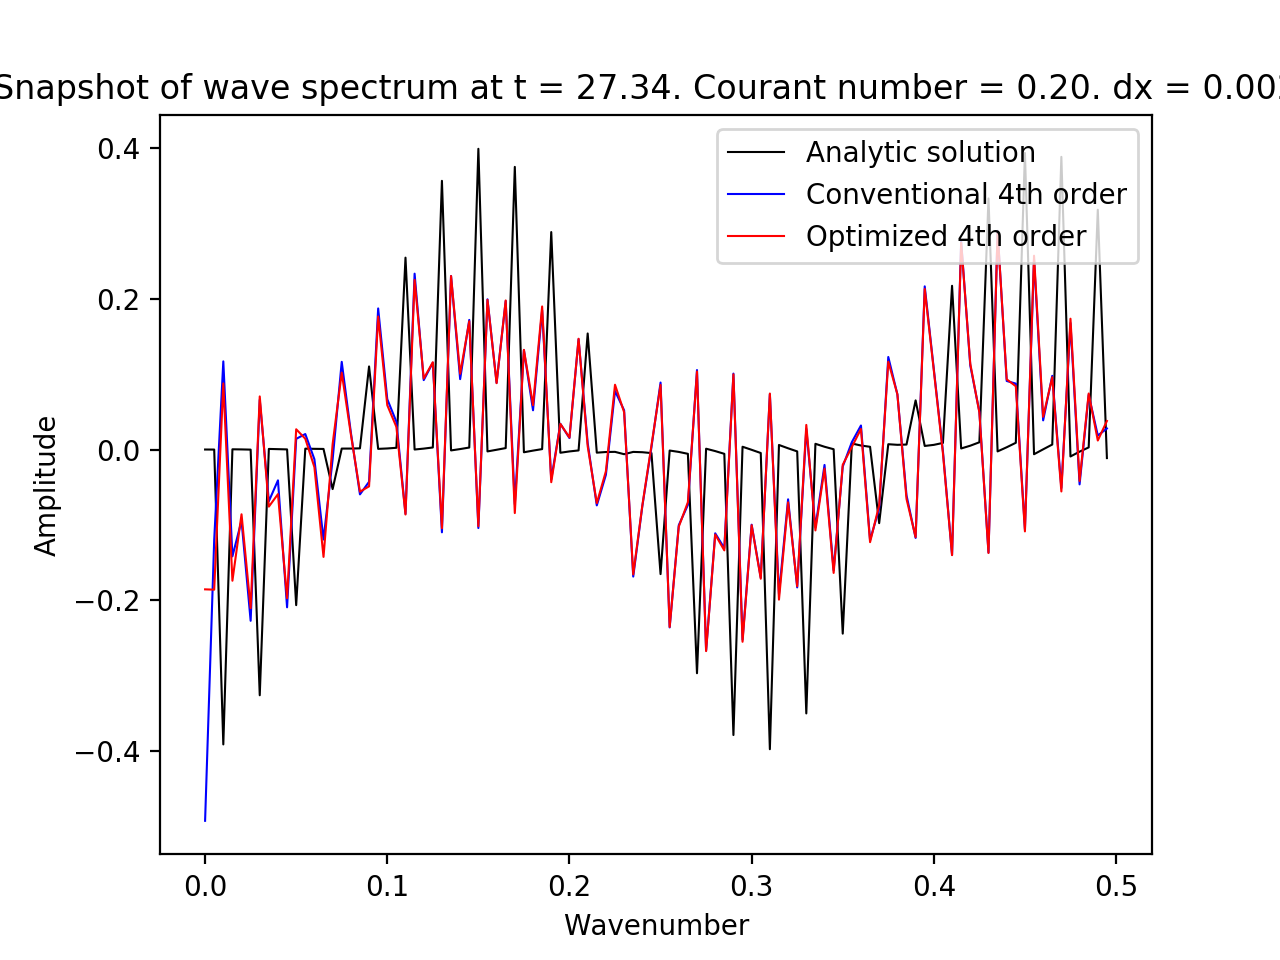 Snapshot of wave spectrum at t = 27.34. Courant number = 0.20. dx = 0.00
Analytic solution
Conventional 4th order
Optimized 4th order
Amplitude
0.4
0.2
0.0
−0.2
−0.4
0.0 0.1 0.2 0.3 0.4 0.5
Wavenumber